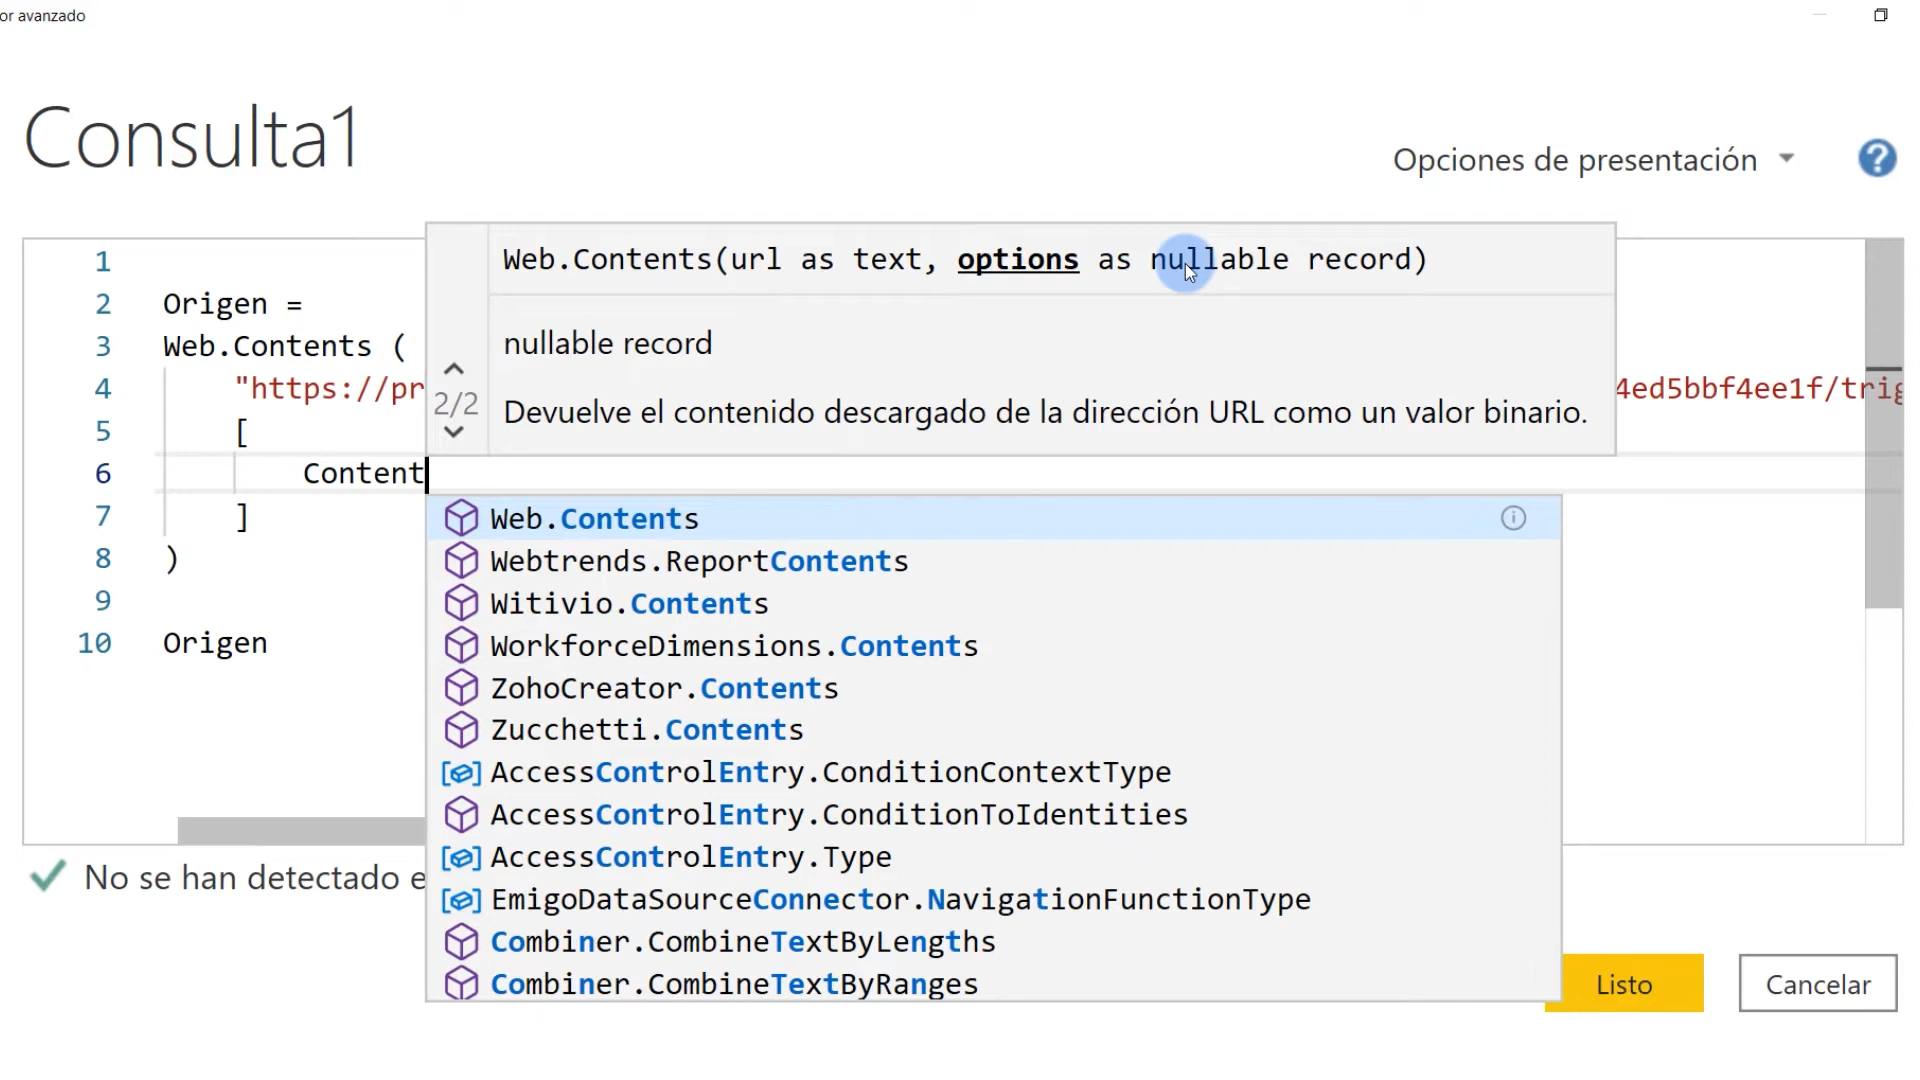 or avanzado
Consulta1
Opciones de presentación
?
1
2 Origen =
3 Web.Contents (
4 "https://pr 4ed5bbf4ee1f/trig
5 [
6 Content
7 ]
8 )
9
10 Origen
Web.Contents(url as text, options as nullable record)
nullable record
2/2
Devuelve el contenido descargado de la dirección URL como un valor binario.
Web.Contents
Webtrends.ReportContents
Witivio.Contents
WorkforceDimensions.Contents
ZohoCreator.Contents
Zucchetti.Contents
AccessControlEntry.ConditionContextType
AccessControlEntry.ConditionToIdentities
AccessControlEntry.Type
EmigoDataSourceConnector.NavigationFunctionType
Combiner.CombineTextByLengths
Combiner.CombineTextByRanges
No se han detectado e
Listo
Cancelar